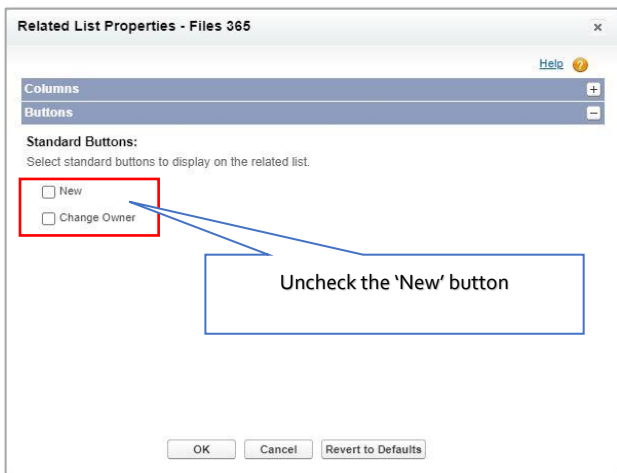 Related List Properties - Files 365
Help
Columns
Buttons
Standard Buttons:
Select standard buttons to display on the related list.
New
Change Owner
Uncheck the ‘New’ button
OK Cancel Revert to Defaults